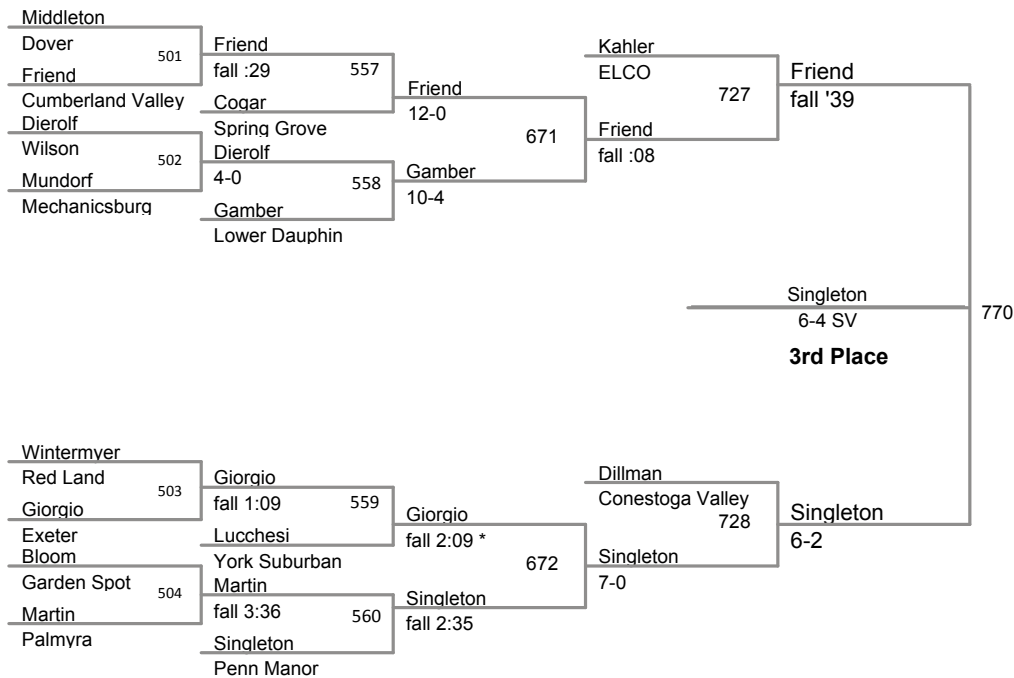 Middleton
Dover
501
Friend
Cumberland Valley
Dierolf
Wilson
502
Mundorf
Mechanicsburg
Friend
fall :29
557
Cogar
Spring Grove
Dierolf
4-0
558
Gamber
Lower Dauphin
Friend
12-0
671
Gamber
10-4
Kahler
ELCO
727
Friend
fall :08
Friend
fall '39
Singleton
6-4 SV
3rd Place
770
Wintermyer
Red Land
503
Giorgio
Exeter
Bloom
Garden Spot
504
Martin
Palmyra
Giorgio
fall 1:09
559
Lucchesi
York Suburban
Martin
fall 3:36
560
Singleton
Penn Manor
Giorgio
fall 2:09 *
672
Singleton
fall 2:35
Dillman
Conestoga Valley
728
Singleton
7-0
Singleton
6-2